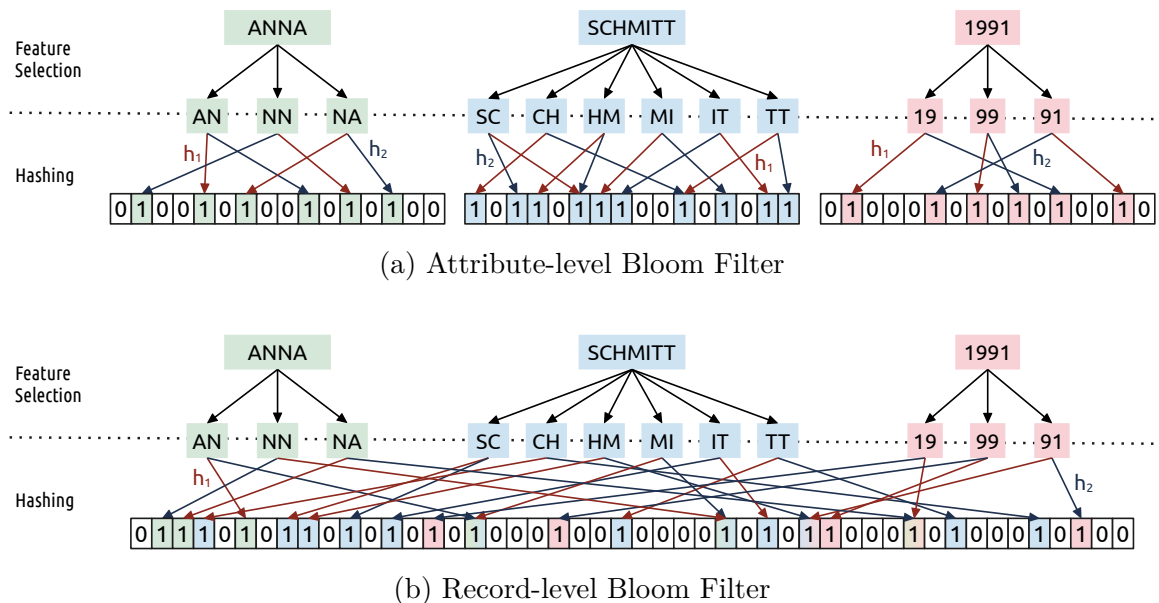 ANNA SCHMITT 1991
Feature
Selection
AN NN NA SC CH HM MI IT TT 19 99 91
h₁ h₂ h₂ h₁ h₁ h₂
Hashing
0 1 0 0 1 0 1 0 0 1 0 1 0 1 0 0 1 0 1 1 0 1 1 1 0 0 1 0 1 0 1 1 0 1 0 0 0 1 0 1 0 1 0 1 0 0 1 0
(a) Attribute-level Bloom Filter
ANNA SCHMITT 1991
Feature
Selection
AN NN NA SC CH HM MI IT TT 19 99 91
h₁ h₂
Hashing
0 1 1 1 0 1 0 1 1 0 1 0 1 0 1 0 1 0 0 0 1 0 0 1 0 0 0 0 1 0 1 0 1 1 0 0 0 1 0 1 0 0 0 1 0 1 0 0
(b) Record-level Bloom Filter